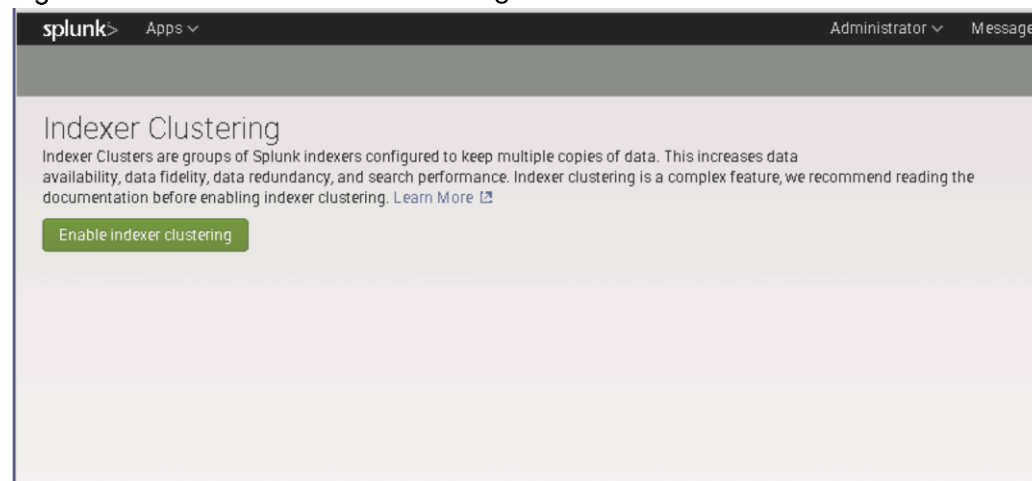 splunk> Apps Administrator Message
Indexer Clustering
Indexer Clusters are groups of Splunk indexers configured to keep multiple copies of data. This increases data
availability, data fidelity, data redundancy, and search performance. Indexer clustering is a complex feature, we recommend reading the
documentation before enabling indexer clustering. Learn More
Enable indexer clustering